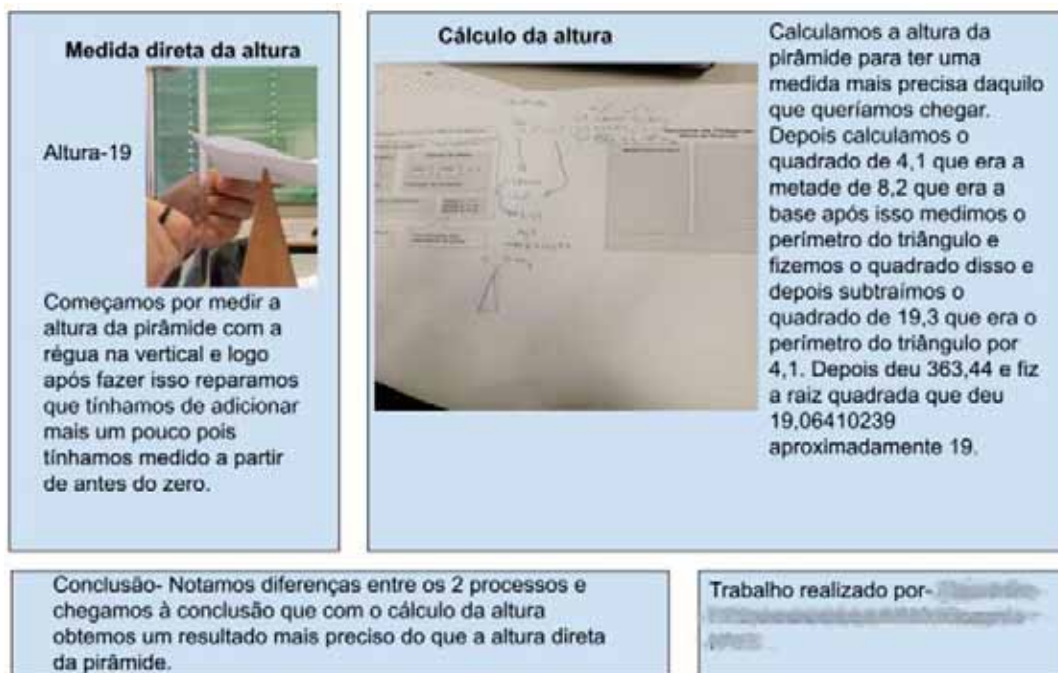 Medida direta da altura
Altura-19
Começamos por medir a
altura da pirâmide com a
régua na vertical e logo
após fazer isso reparamos
que tínhamos de adicionar
mais um pouco pois
tínhamos medido a partir
de antes do zero.
Cálculo da altura
Calculamos a altura da
pirâmide para ter uma
medida mais precisa daquilo
que queríamos chegar.
Depois calculamos o
quadrado de 4,1 que era a
metade de 8,2 que era a
base após isso medimos o
perímetro do triângulo e
fizemos o quadrado disso e
depois subtraímos o
quadrado de 19,3 que era o
perímetro do triângulo por
4,1. Depois deu 363,44 e fiz
a raiz quadrada que deu
19,06410239
aproximadamente 19.
Conclusão- Notamos diferenças entre os 2 processos e
chegamos à conclusão que com o cálculo da altura
obtemos um resultado mais preciso do que a altura direta
da pirâmide.
Trabalho realizado por-